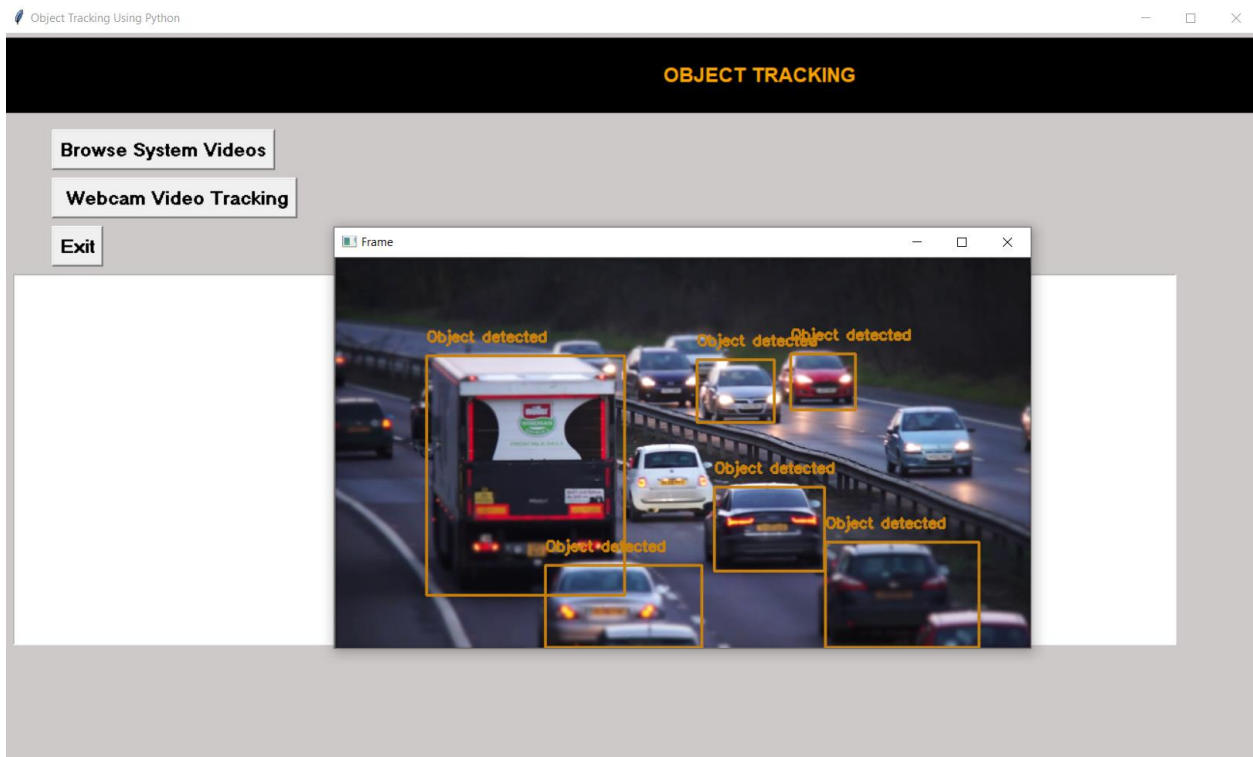 Object Tracking Using Python
OBJECT TRACKING
Browse System Videos
Webcam Video Tracking
Exit
Frame
Object detected
Object detected
Object detected
Object detected
Object detected
Object detected
müller